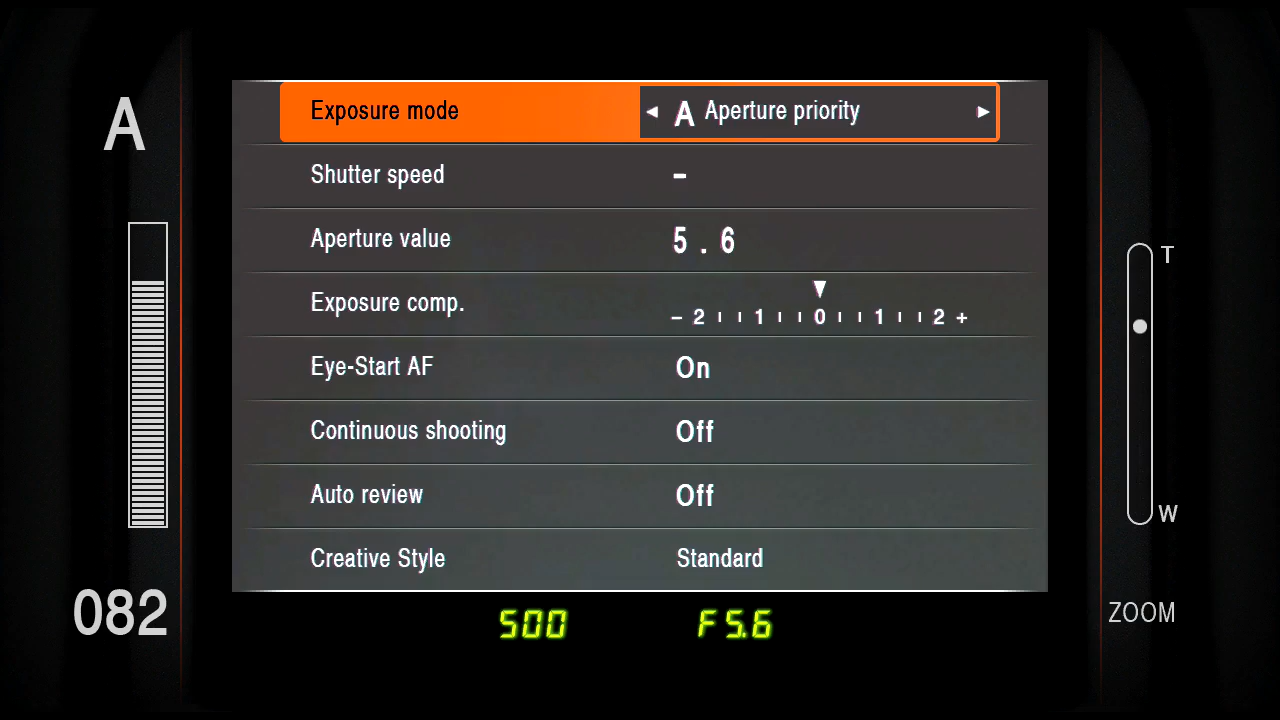 A
Exposure mode ◀ A Aperture priority ▶
Shutter speed –
Aperture value 5.6
Exposure comp. – 2 1 0 1 2 +
Eye-Start AF On
Continuous shooting Off
Auto review Off
Creative Style Standard
T
W
082
ZOOM
500 F5.6